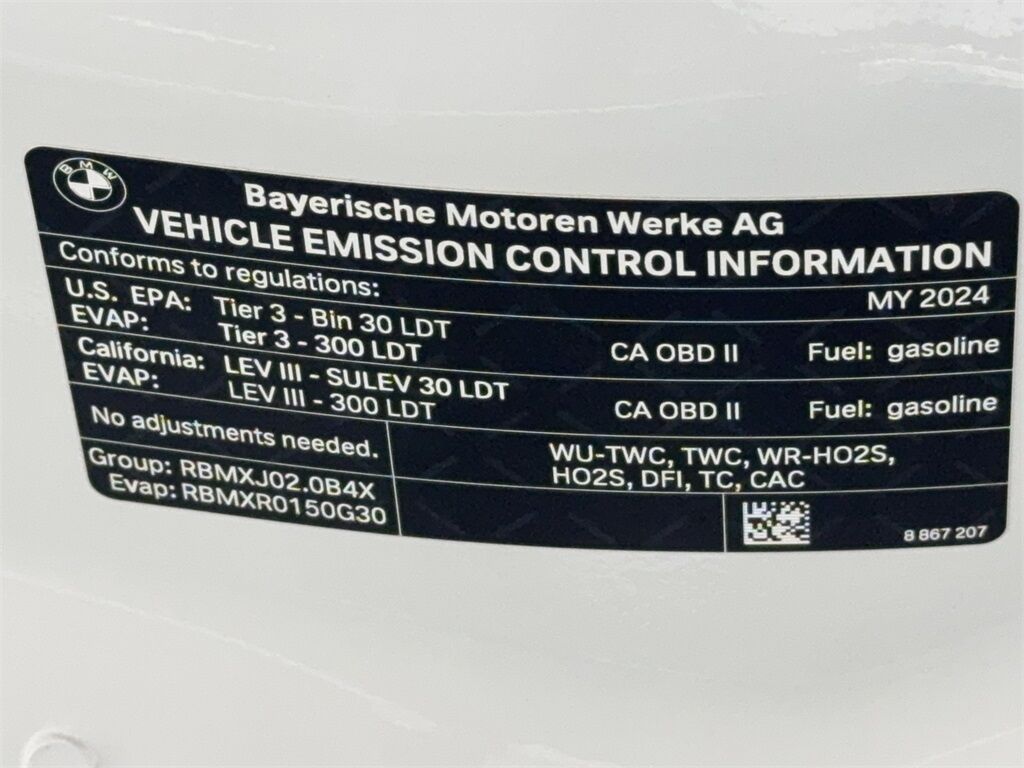 BMW
Bayerische Motoren Werke AG
VEHICLE EMISSION CONTROL INFORMATION
Conforms to regulations:
MY 2024
U.S. EPA: Tier 3 - Bin 30 LDT
EVAP: Tier 3 - 300 LDT CA OBD II Fuel: gasoline
California: LEV III - SULEV 30 LDT
EVAP: LEV III - 300 LDT CA OBD II Fuel: gasoline
No adjustments needed.
WU-TWC, TWC, WR-HO2S,
HO2S, DFI, TC, CAC
Group: RBMXJ02.0B4X
Evap: RBMXR0150G30
8 867 207